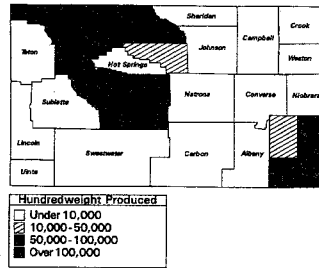 Sheridan
Crook
Campbell
Johnson
Teton
Weston
Hot Springs
Natrona
Converse
Niobrara
Sublette
Lincoln
Sweetwater
Carbon
Albany
Uinta
Hundredweight Produced
Under 10,000
10,000-50,000
50,000-100,000
Over 100,000